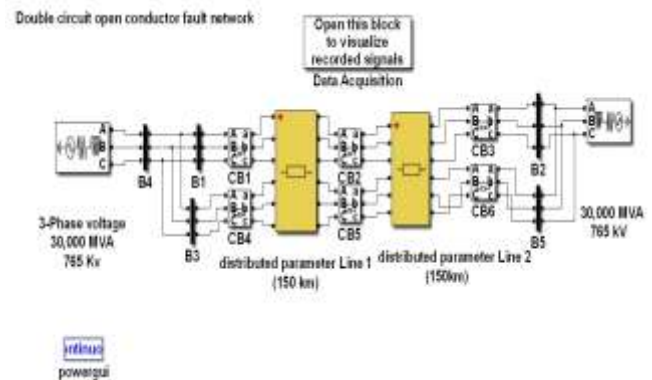 Double circuit open conductor fault network
Open this block
to visualize
recorded signals
Data Acquisition
A
B
C
B4
B1
A a
B b
C c
CB1
A a
B b
C c
CB2
A a
B b
C c
CB3
B2
A
B
C
B3
A a
B b
C c
CB4
A a
B b
C c
CB5
A a
B b
C c
CB6
B5
3-Phase voltage
30,000 MVA
765 Kv
distributed parameter Line 1
(150 km)
distributed parameter Line 2
(150km)
30,000 MVA
765 kV
ntinuo
powergui